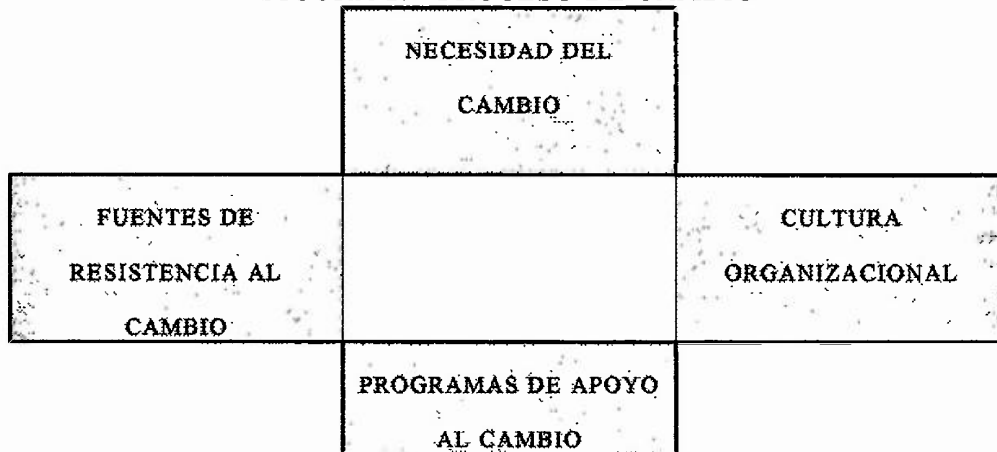 NECESIDAD DEL
CAMBIO
FUENTES DE
RESISTENCIA AL
CAMBIO
CULTURA
ORGANIZACIONAL
PROGRAMAS DE APOYO
AL CAMBIO